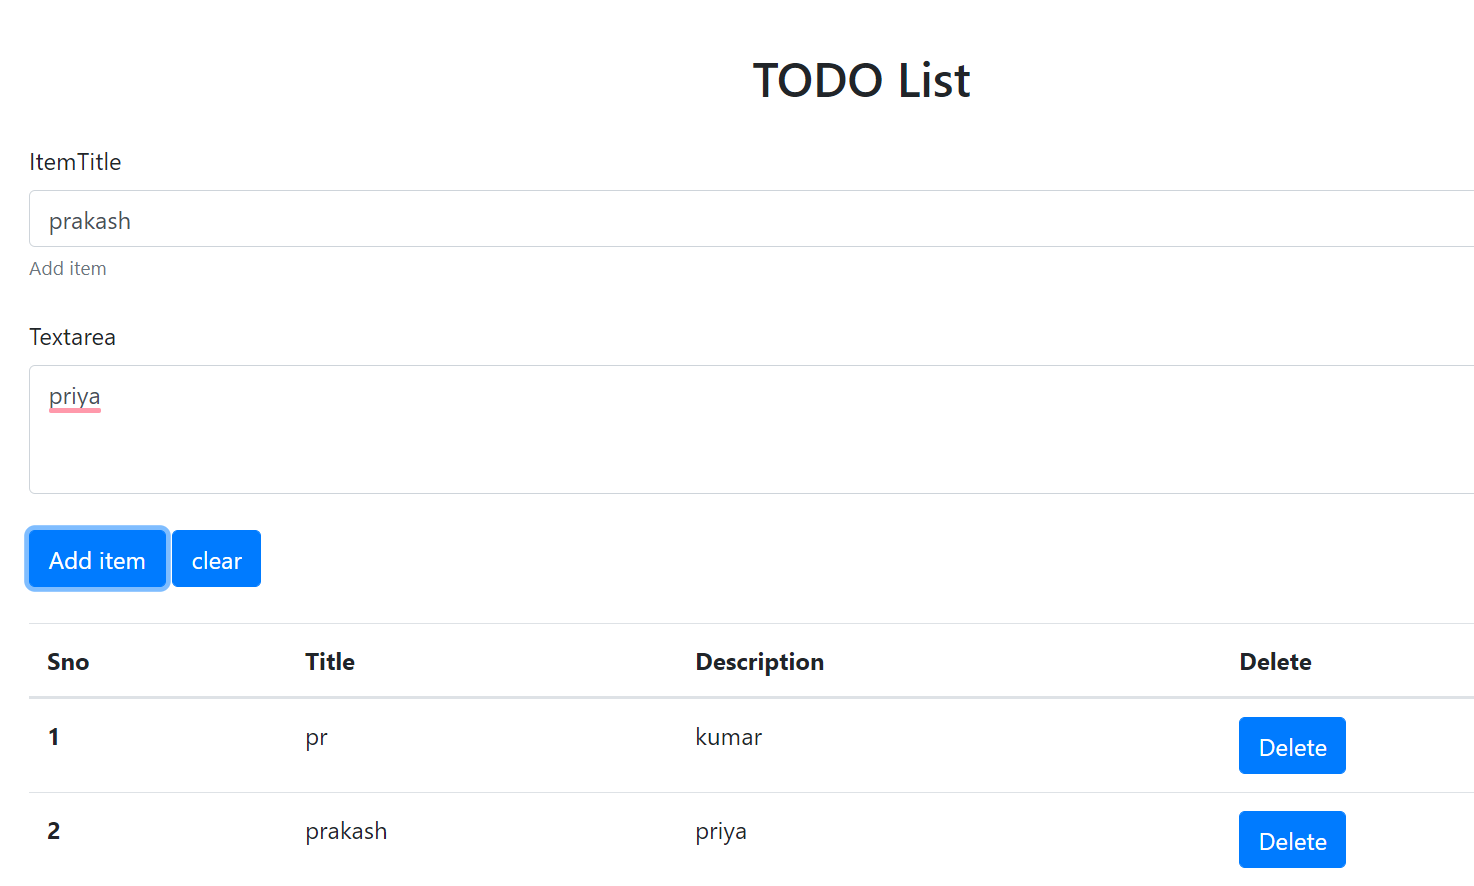 TODO List
ItemTitle
prakash
Add item
Textarea
priya
Add item clear
Sno Title Description Delete
1 pr kumar Delete
2 prakash priya Delete